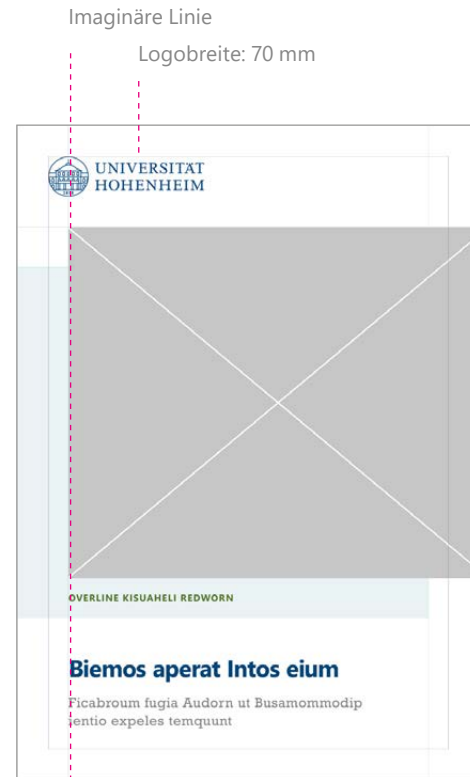 Imaginäre Linie
Logobreite: 70 mm
UNIVERSITÄT
HOHENHEIM
OVERLINE KISUAHELI REDWORN
Biemos aperat Intos eium
Ficabroum fugia Audorn ut Busamommodip
ientio expeles temquunt